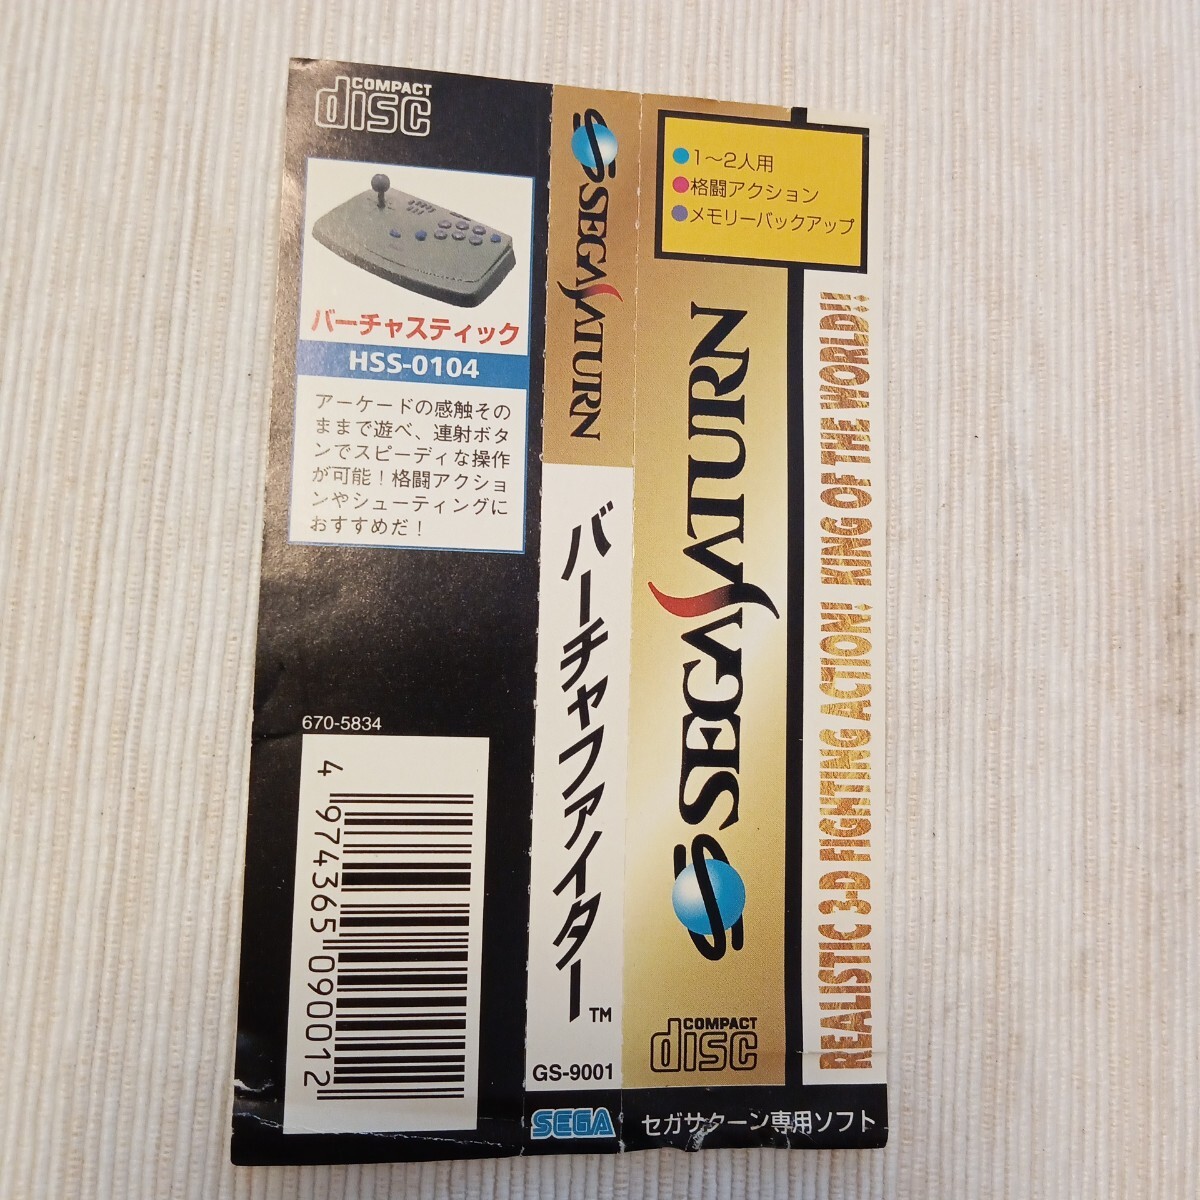 COMPACT
disc
バーチャスティック
HSS-0104
アーケードの感触その
ままで遊べ、連射ボタ
ンでスピーディな操作
が可能！格闘アクショ
ンやシューティングに
おすすめだ！
670-5834
4 974365 090012
SEGA SATURN
バーチャファイター™
GS-9001
SEGA
●1〜2人用
●格闘アクション
●メモリーバックアップ
SEGA SATURN
COMPACT
disc
REALISTIC 3-D FIGHTING ACTION! KING OF THE WORLD!!
セガサターン専用ソフト